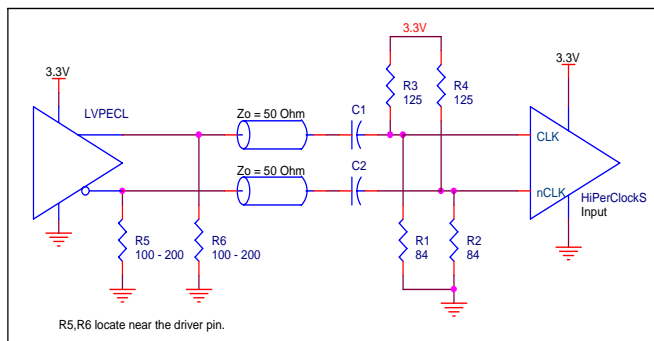 3.3V
3.3V
3.3V
R3
125
R4
125
LVPECL
C1
Zo = 50 Ohm
CLK
C2
Zo = 50 Ohm
nCLK
HiPerClockS
Input
R5
100 - 200
R6
100 - 200
R1
84
R2
84
R5,R6 locate near the driver pin.